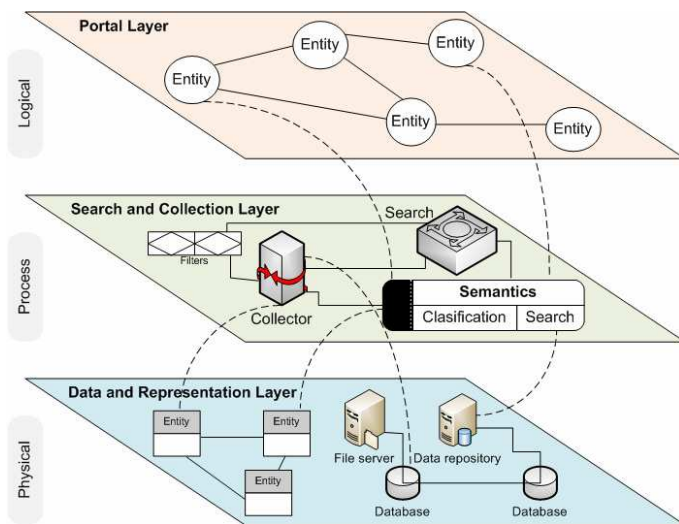 Portal Layer
Entity
Entity
Entity
Entity
Entity
Logical
Search and Collection Layer
Search
Filters
Collector
Semantics
Clasification
Search
Process
Data and Representation Layer
Entity
Entity
Entity
File server
Data repository
Database
Database
Physical